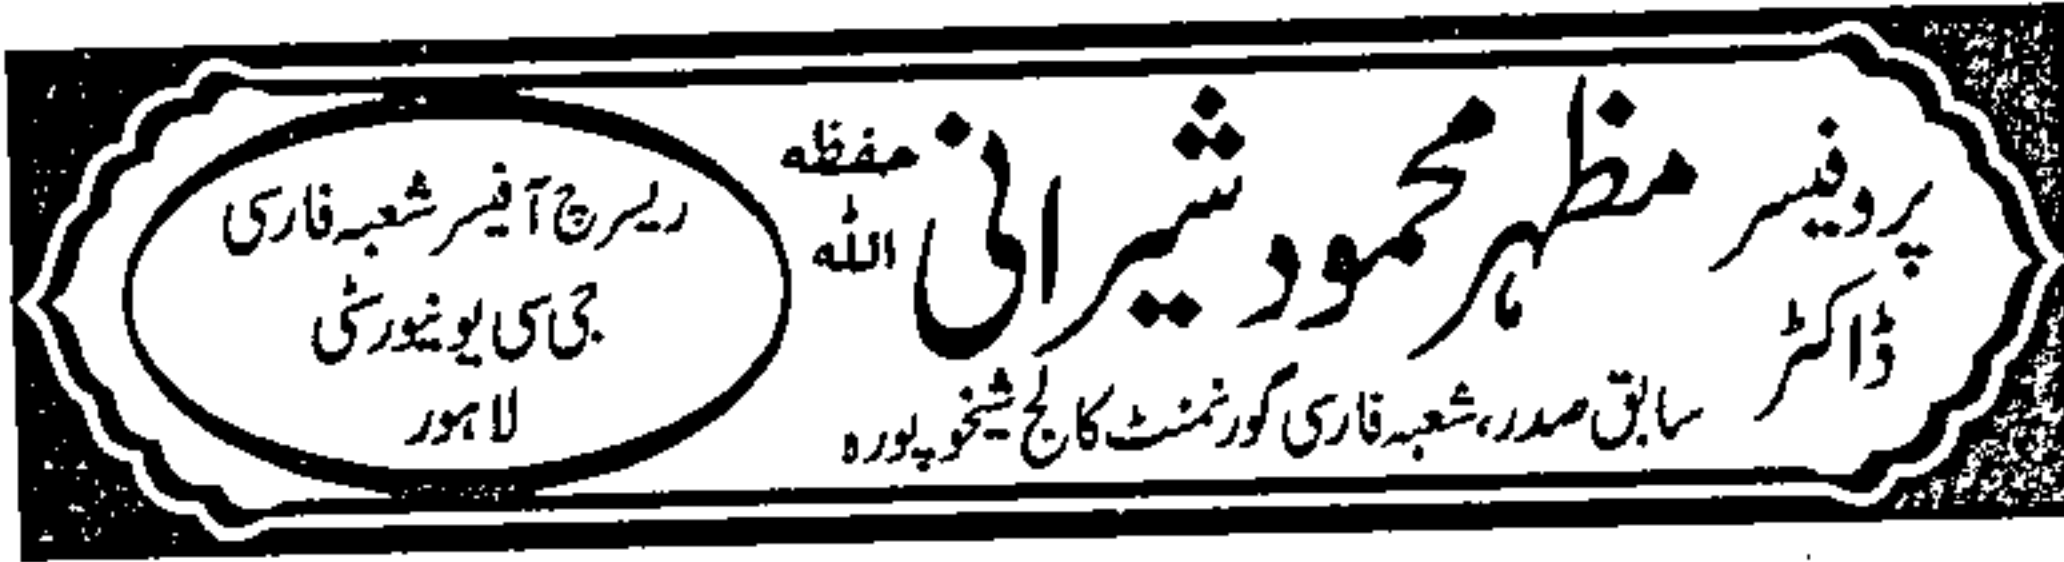 پروفیسر ڈاکٹر مظہر محمود شیرانی حفظہ اللہ
سابق صدر، شعبہ فارسی گورنمنٹ کالج شیخوپورہ
ریسرچ آفیسر شعبہ فارسی
جی سی یونیورسٹی
لاہور